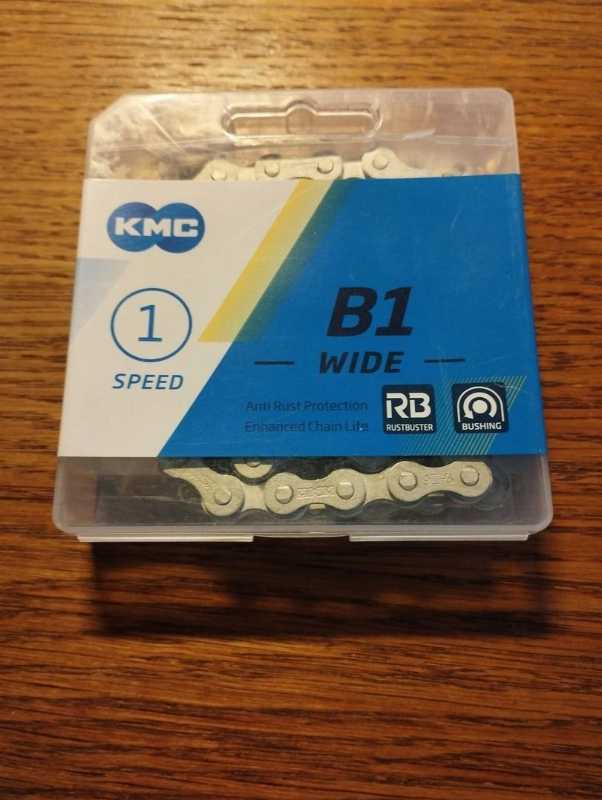 KMC
1
SPEED
B1
WIDE
Anti Rust Protection
Enhanced Chain Life
RB
RUSTBUSTER
BUSHING